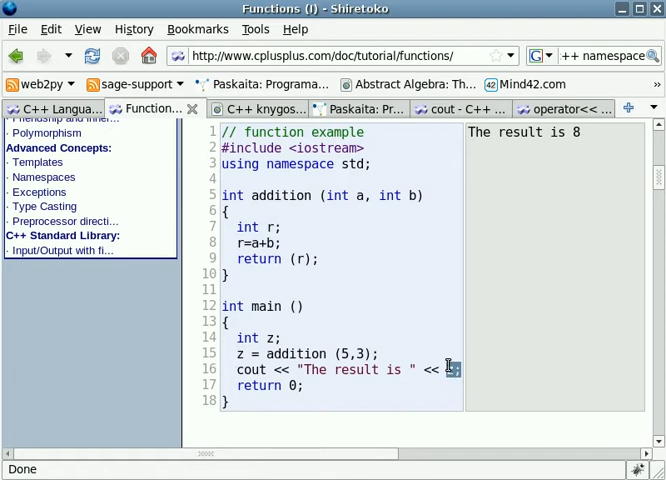 Functions (I) - Shiretoko
File Edit View History Bookmarks Tools Help
http://www.cplusplus.com/doc/tutorial/functions/
G ++ namespace
web2py sage-support Paskaita: Programa... Abstract Algebra: Th... 42 Mind42.com »
C++ Langua... Function... C++ knygos... Paskaita: Pr... cout - C++ ... operator<< ...
Polymorphism
Advanced Concepts:
Templates
Namespaces
Exceptions
Type Casting
Preprocessor directi...
C++ Standard Library:
Input/Output with fi...
1 // function example
2 #include <iostream>
3 using namespace std;
4
5 int addition (int a, int b)
6 {
7 int r;
8 r=a+b;
9 return (r);
10 }
11
12 int main ()
13 {
14 int z;
15 z = addition (5,3);
16 cout << "The result is " << z;
17 return 0;
18 }
The result is 8
Done